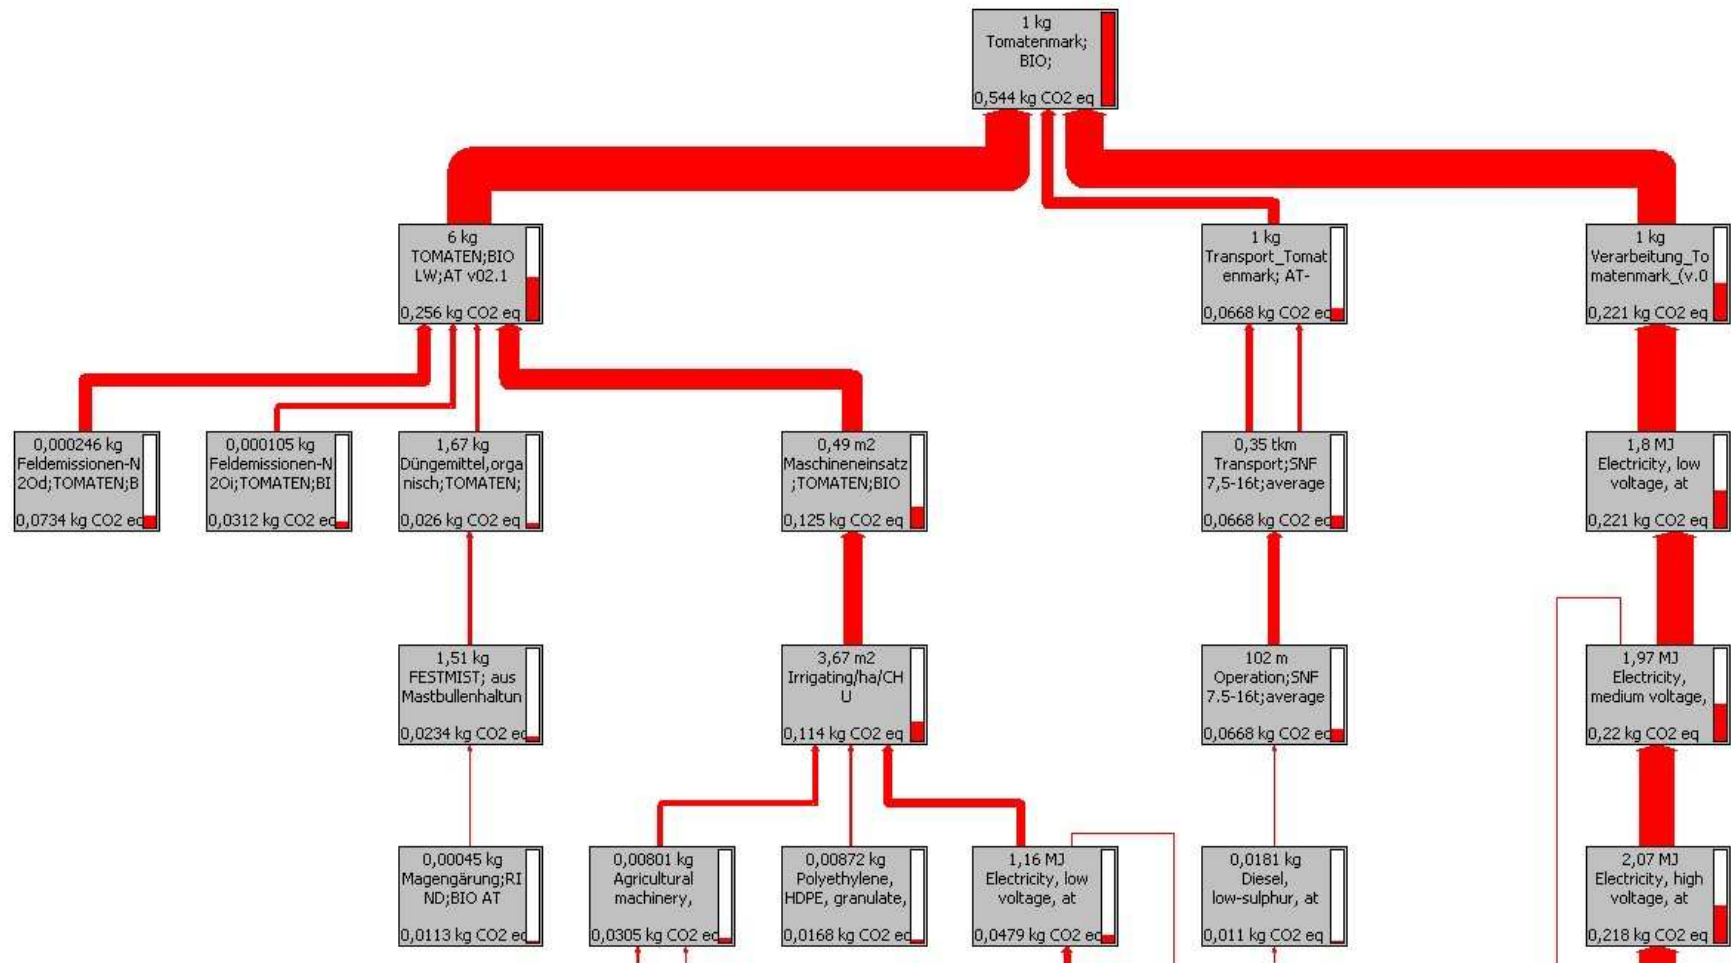 1 kg
Tomatenmark;
BIO;
0,544 kg CO2 eq
6 kg
TOMATEN;BIO
LW;AT v02.1
0,256 kg CO2 eq
1 kg
Transport_Tomat
enmark; AT-
0,0668 kg CO2 eq
1 kg
Verarbeitung_To
matenmark_(v.0
0,221 kg CO2 eq
0,000246 kg
Feldemissionen-N
2Od;TOMATEN;B
0,0734 kg CO2 eq
0,000105 kg
Feldemissionen-N
2Oi;TOMATEN;BI
0,0312 kg CO2 eq
1,67 kg
Düngemittel,orga
nisch;TOMATEN;
0,026 kg CO2 eq
0,49 m2
Maschineneinsatz
;TOMATEN;BIO
0,125 kg CO2 eq
0,35 tkm
Transport;SNF
7,5-16t;average
0,0668 kg CO2 eq
1,8 MJ
Electricity, low
voltage, at
0,221 kg CO2 eq
1,51 kg
FESTMIST; aus
Mastbullenhaltun
0,0234 kg CO2 eq
3,67 m2
Irrigating/ha/CH
U
0,114 kg CO2 eq
102 m
Operation;SNF
7.5-16t;average
0,0668 kg CO2 eq
1,97 MJ
Electricity,
medium voltage,
0,22 kg CO2 eq
0,00045 kg
Magengärung;RI
ND;BIO AT
0,0113 kg CO2 eq
0,00801 kg
Agricultural
machinery,
0,0305 kg CO2 eq
0,00872 kg
Polyethylene,
HDPE, granulate,
0,0168 kg CO2 eq
1,16 MJ
Electricity, low
voltage, at
0,0479 kg CO2 eq
0,0181 kg
Diesel,
low-sulphur, at
0,011 kg CO2 eq
2,07 MJ
Electricity, high
voltage, at
0,218 kg CO2 eq